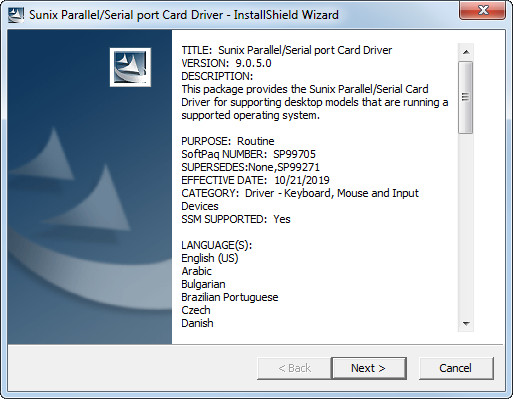 Sunix Parallel/Serial port Card Driver - InstallShield Wizard
TITLE: Sunix Parallel/Serial port Card Driver
VERSION: 9.0.5.0
DESCRIPTION:
This package provides the Sunix Parallel/Serial Card
Driver for supporting desktop models that are running a
supported operating system.
PURPOSE: Routine
SoftPaq NUMBER: SP99705
SUPERSEDES:None,SP99271
EFFECTIVE DATE: 10/21/2019
CATEGORY: Driver - Keyboard, Mouse and Input
Devices
SSM SUPPORTED: Yes
LANGUAGE(S):
English (US)
Arabic
Bulgarian
Brazilian Portuguese
Czech
Danish
< Back
Next >
Cancel